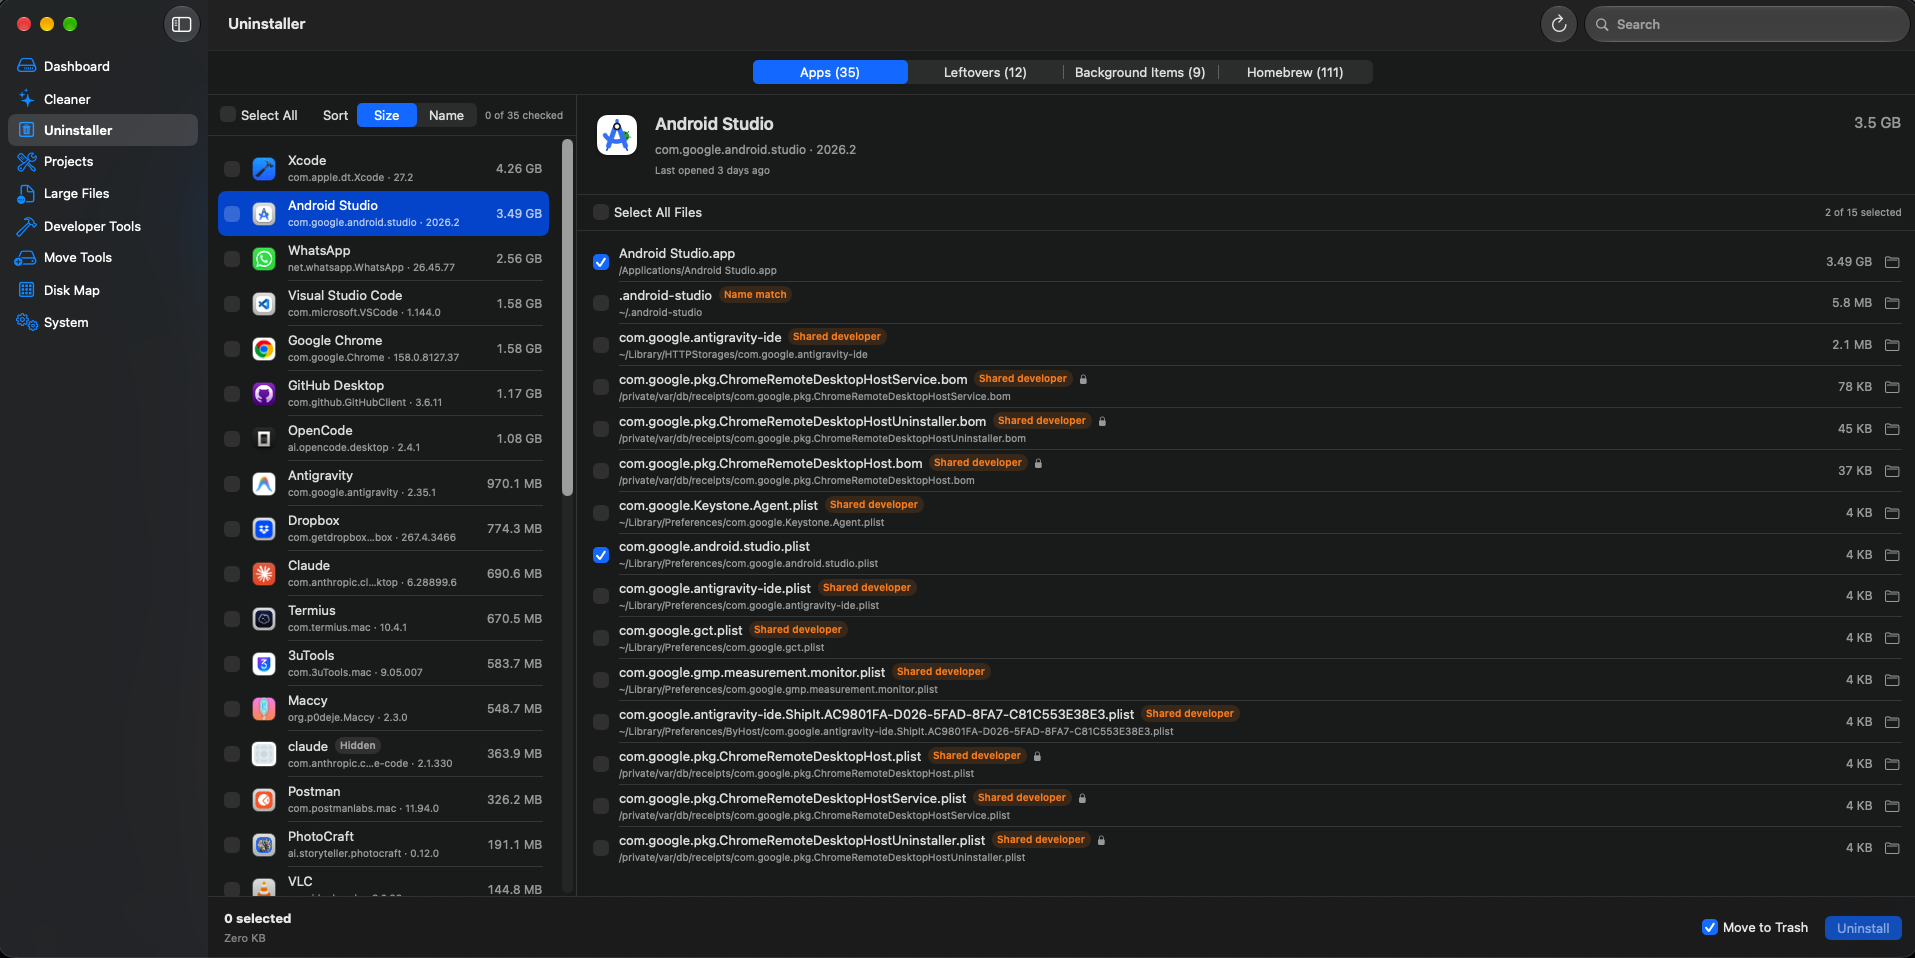 Uninstaller
Search
Dashboard
Cleaner
Uninstaller
Projects
Large Files
Developer Tools
Move Tools
Disk Map
System
Apps (35)
Leftovers (12)
Background Items (9)
Homebrew (111)
Select All
Sort
Size
Name
0 of 35 checked
Xcode
com.apple.dt.Xcode · 27.2
4.26 GB
Android Studio
com.google.android.studio · 2026.2
3.49 GB
WhatsApp
net.whatsapp.WhatsApp · 26.45.77
2.56 GB
Visual Studio Code
com.microsoft.VSCode · 1.144.0
1.58 GB
Google Chrome
com.google.Chrome · 158.0.8127.37
1.58 GB
GitHub Desktop
com.github.GitHubClient · 3.6.11
1.17 GB
OpenCode
ai.opencode.desktop · 2.4.1
1.08 GB
Antigravity
com.google.antigravity · 2.35.1
970.1 MB
Dropbox
com.getdropbox...box · 267.4.3466
774.3 MB
Claude
com.anthropic.cl...ktop · 6.28899.6
690.6 MB
Termius
com.termius.mac · 10.4.1
670.5 MB
3uTools
com.3uTools.mac · 9.05.007
583.7 MB
Maccy
org.p0deje.Maccy · 2.3.0
548.7 MB
claude Hidden
com.anthropic.c...e-code · 2.1.330
363.9 MB
Postman
com.postmanlabs.mac · 11.94.0
326.2 MB
PhotoCraft
ai.storyteller.photocraft · 0.12.0
191.1 MB
VLC
144.8 MB
Android Studio
com.google.android.studio · 2026.2
Last opened 3 days ago
3.5 GB
Select All Files
2 of 15 selected
Android Studio.app
/Applications/Android Studio.app
3.49 GB
.android-studio Name match
~/.android-studio
5.8 MB
com.google.antigravity-ide Shared developer
~/Library/HTTPStorages/com.google.antigravity-ide
2.1 MB
com.google.pkg.ChromeRemoteDesktopHostService.bom Shared developer
/private/var/db/receipts/com.google.pkg.ChromeRemoteDesktopHostService.bom
78 KB
com.google.pkg.ChromeRemoteDesktopHostUninstaller.bom Shared developer
/private/var/db/receipts/com.google.pkg.ChromeRemoteDesktopHostUninstaller.bom
45 KB
com.google.pkg.ChromeRemoteDesktopHost.bom Shared developer
/private/var/db/receipts/com.google.pkg.ChromeRemoteDesktopHost.bom
37 KB
com.google.Keystone.Agent.plist Shared developer
~/Library/Preferences/com.google.Keystone.Agent.plist
4 KB
com.google.android.studio.plist
~/Library/Preferences/com.google.android.studio.plist
4 KB
com.google.antigravity-ide.plist Shared developer
~/Library/Preferences/com.google.antigravity-ide.plist
4 KB
com.google.gct.plist Shared developer
~/Library/Preferences/com.google.gct.plist
4 KB
com.google.gmp.measurement.monitor.plist Shared developer
~/Library/Preferences/com.google.gmp.measurement.monitor.plist
4 KB
com.google.antigravity-ide.ShipIt.AC9801FA-D026-5FAD-8FA7-C81C553E38E3.plist Shared developer
~/Library/Preferences/ByHost/com.google.antigravity-ide.ShipIt.AC9801FA-D026-5FAD-8FA7-C81C553E38E3.plist
4 KB
com.google.pkg.ChromeRemoteDesktopHost.plist Shared developer
/private/var/db/receipts/com.google.pkg.ChromeRemoteDesktopHost.plist
4 KB
com.google.pkg.ChromeRemoteDesktopHostService.plist Shared developer
/private/var/db/receipts/com.google.pkg.ChromeRemoteDesktopHostService.plist
4 KB
com.google.pkg.ChromeRemoteDesktopHostUninstaller.plist Shared developer
/private/var/db/receipts/com.google.pkg.ChromeRemoteDesktopHostUninstaller.plist
4 KB
0 selected
Zero KB
Move to Trash
Uninstall